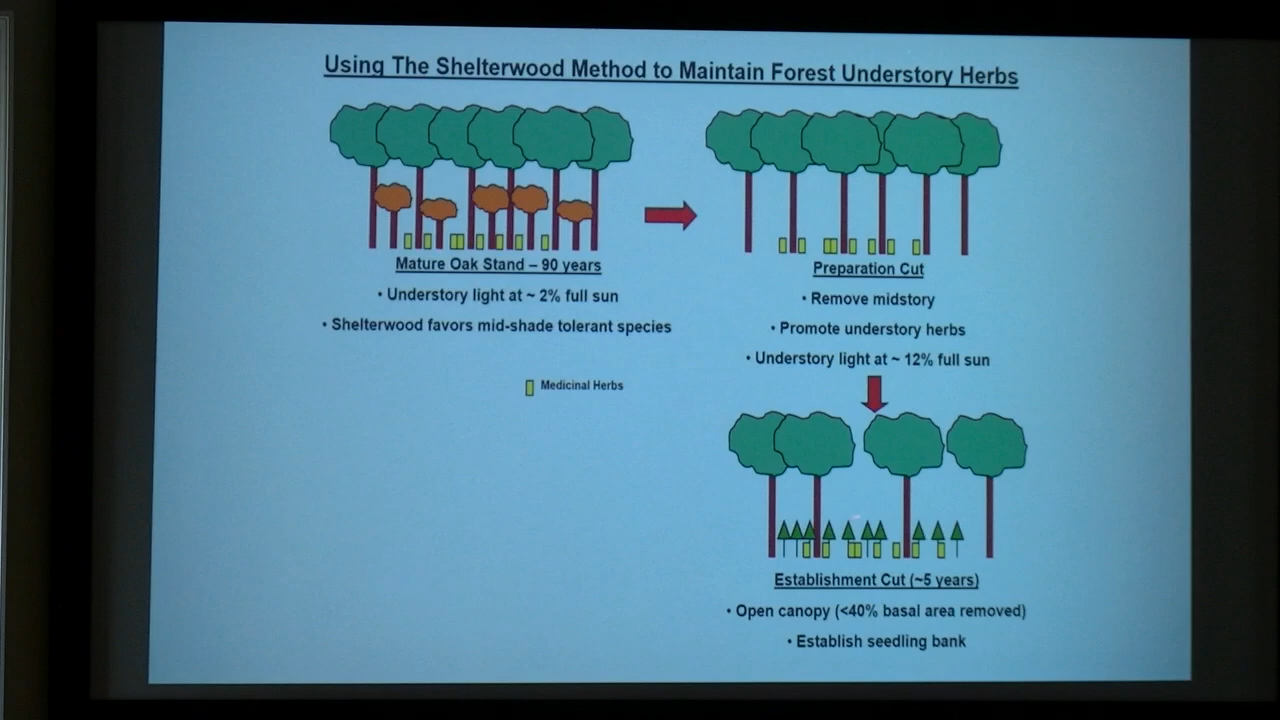 Using The Shelterwood Method to Maintain Forest Understory Herbs
Mature Oak Stand – 90 years
• Understory light at ~ 2% full sun
• Shelterwood favors mid-shade tolerant species
Medicinal Herbs
Preparation Cut
• Remove midstory
• Promote understory herbs
• Understory light at ~ 12% full sun
Establishment Cut (~5 years)
• Open canopy (<40% basal area removed)
• Establish seedling bank